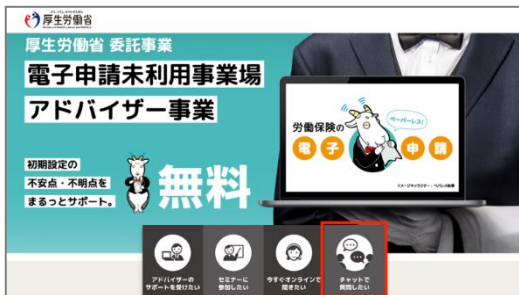 厚生労働省
厚生労働省 委託事業
電子申請未利用事業場
アドバイザー事業
初期設定の
不安点・不明点を
まるっとサポート。
無料
ペーパーレス!
労働保険の
電子申請
アドバイザーの
サポートを受けたい
セミナーに
参加したい
今すぐオンラインで
聞きたい
チャットで
質問したい